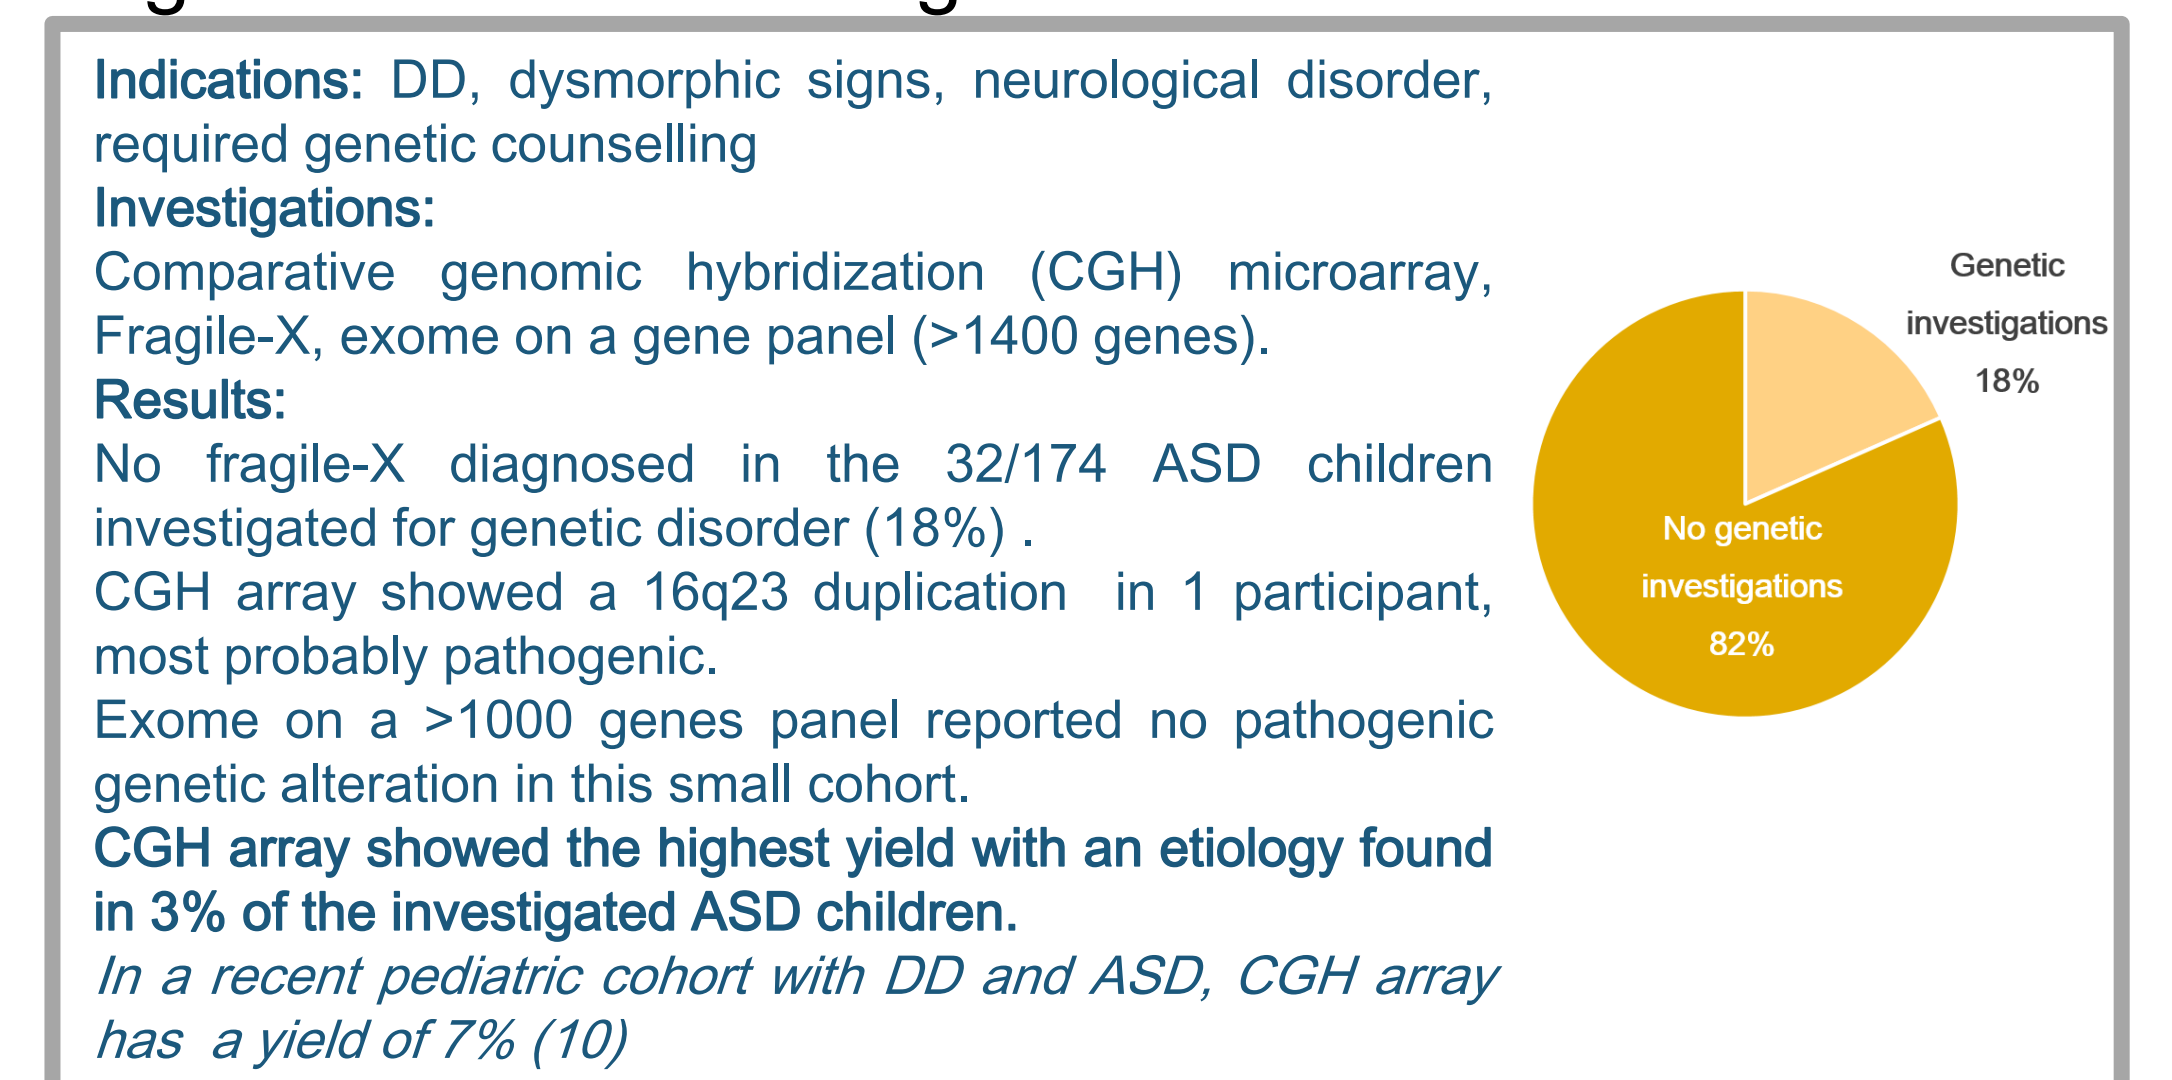 Indications: DD, dysmorphic signs, neurological disorder,
required genetic counselling
Investigations:
Comparative genomic hybridization (CGH) microarray,
Fragile-X, exome on a gene panel (>1400 genes).
Results:
No fragile-X diagnosed in the 32/174 ASD children
investigated for genetic disorder (18%) .
CGH array showed a 16q23 duplication in 1 participant,
most probably pathogenic.
Exome on a >1000 genes panel reported no pathogenic
genetic alteration in this small cohort.
CGH array showed the highest yield with an etiology found
in 3% of the investigated ASD children.
In a recent pediatric cohort with DD and ASD, CGH array
has a yield of 7% (10)
Genetic
investigations
18%
No genetic
investigations
82%